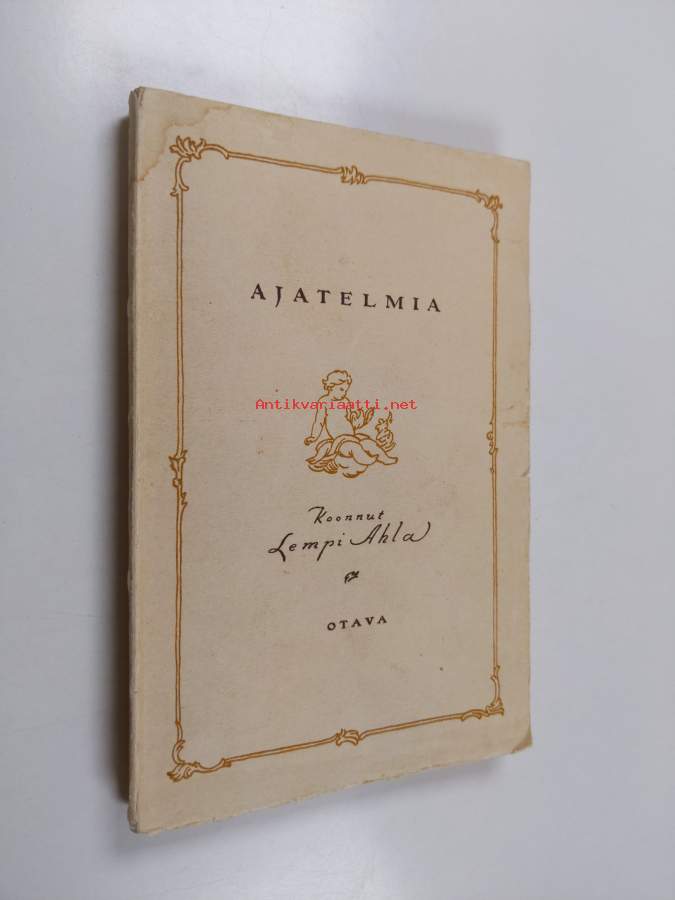 AJATELMIA
Antikvariaatti.net
Koonnut
Lempi Ahla
OTAVA